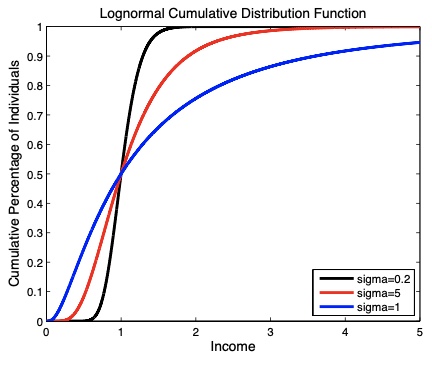 Lognormal Cumulative Distribution Function
Cumulative Percentage of Individuals
1
0.9
0.8
0.7
0.6
0.5
0.4
0.3
0.2
0.1
0
0 1 2 3 4 5
Income
sigma=0.2
sigma=5
sigma=1